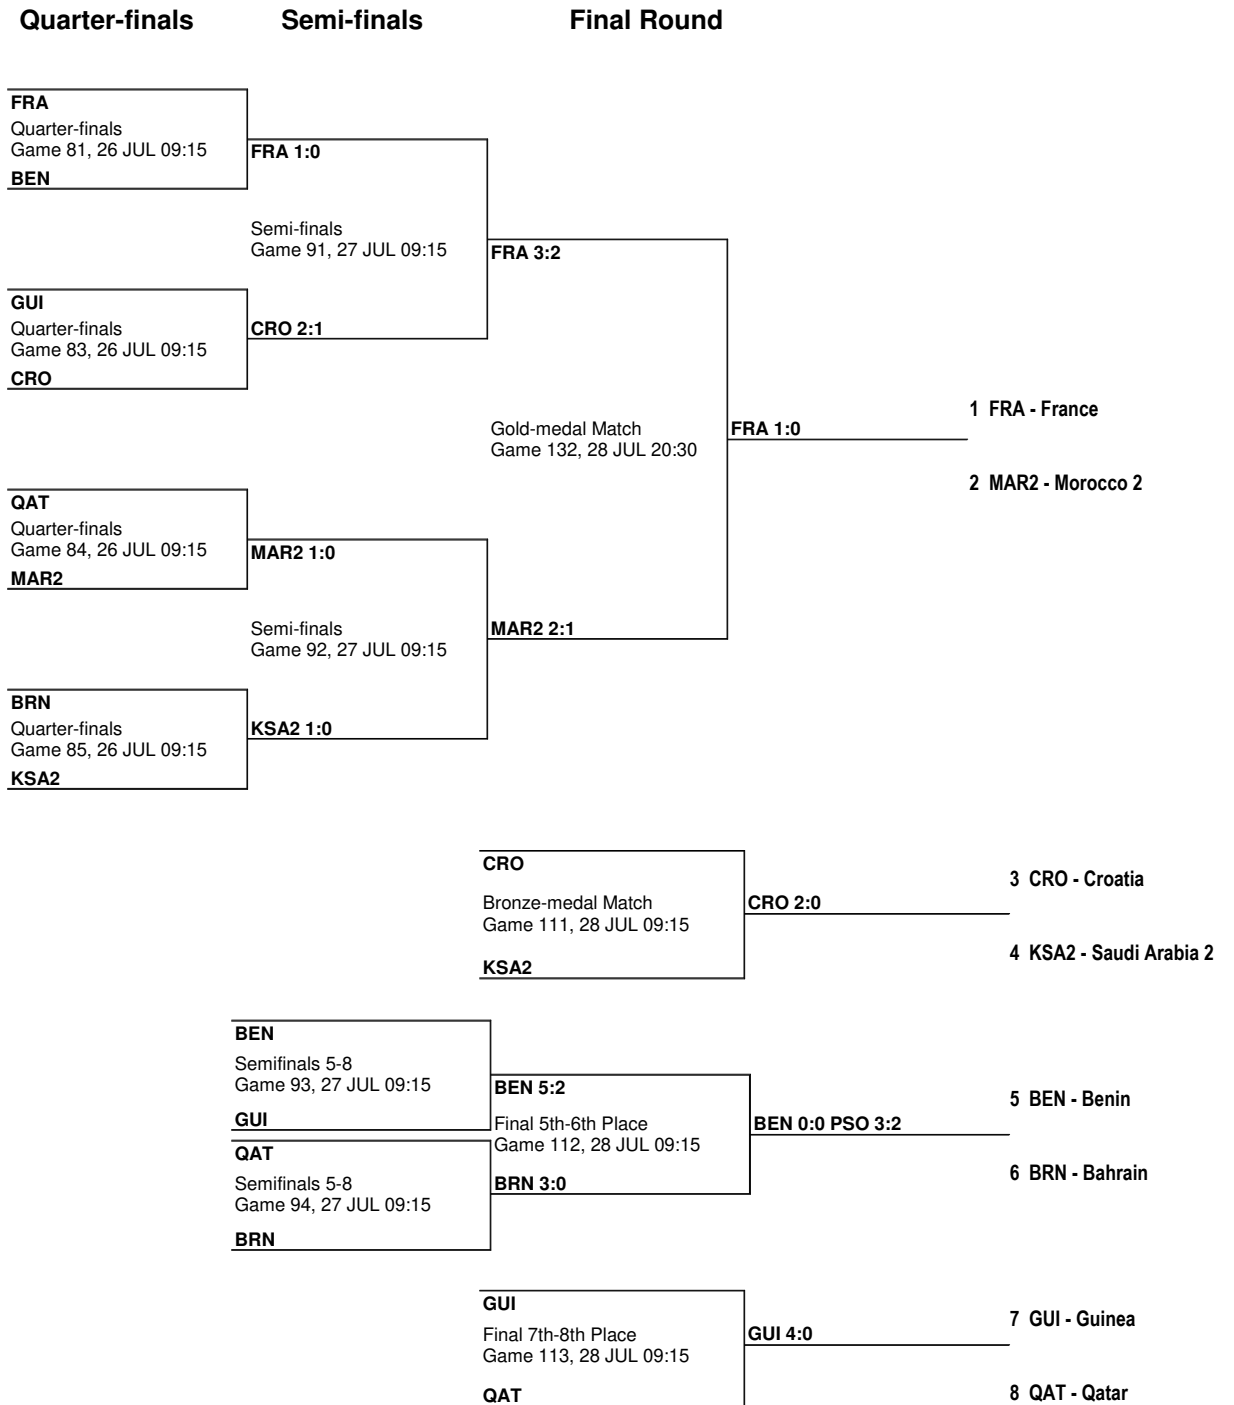 Quarter-finals Semi-finals Final Round
FRA
Quarter-finals
Game 81, 26 JUL 09:15
BEN
FRA 1:0
Semi-finals
Game 91, 27 JUL 09:15
FRA 3:2
GUI
Quarter-finals
Game 83, 26 JUL 09:15
CRO
CRO 2:1
Gold-medal Match
Game 132, 28 JUL 20:30
FRA 1:0
1 FRA - France
2 MAR2 - Morocco 2
QAT
Quarter-finals
Game 84, 26 JUL 09:15
MAR2
MAR2 1:0
Semi-finals
Game 92, 27 JUL 09:15
MAR2 2:1
BRN
Quarter-finals
Game 85, 26 JUL 09:15
KSA2
KSA2 1:0
CRO
Bronze-medal Match
Game 111, 28 JUL 09:15
KSA2
CRO 2:0
3 CRO - Croatia
4 KSA2 - Saudi Arabia 2
BEN
Semifinals 5-8
Game 93, 27 JUL 09:15
GUI
BEN 5:2
Final 5th-6th Place
Game 112, 28 JUL 09:15
BEN 0:0 PSO 3:2
5 BEN - Benin
6 BRN - Bahrain
QAT
Semifinals 5-8
Game 94, 27 JUL 09:15
BRN
BRN 3:0
GUI
Final 7th-8th Place
Game 113, 28 JUL 09:15
QAT
GUI 4:0
7 GUI - Guinea
8 QAT - Qatar